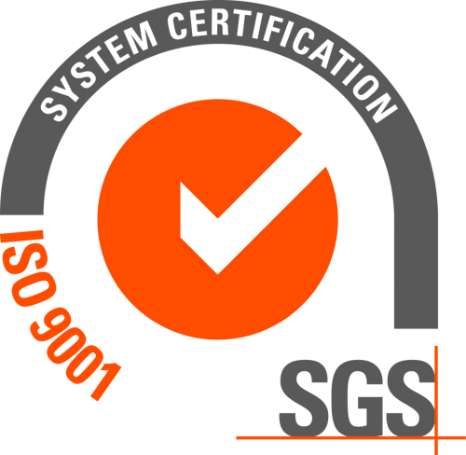 SYSTEM CERTIFICATION
ISO 9001
SGS